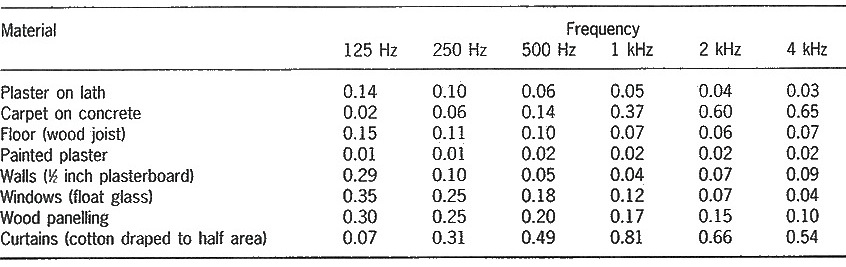 Material Frequency
125 Hz 250 Hz 500 Hz 1 kHz 2 kHz 4 kHz
Plaster on lath 0.14 0.10 0.06 0.05 0.04 0.03
Carpet on concrete 0.02 0.06 0.14 0.37 0.60 0.65
Floor (wood joist) 0.15 0.11 0.10 0.07 0.06 0.07
Painted plaster 0.01 0.01 0.02 0.02 0.02 0.02
Walls (½ inch plasterboard) 0.29 0.10 0.05 0.04 0.07 0.09
Windows (float glass) 0.35 0.25 0.18 0.12 0.07 0.04
Wood panelling 0.30 0.25 0.20 0.17 0.15 0.10
Curtains (cotton draped to half area) 0.07 0.31 0.49 0.81 0.66 0.54